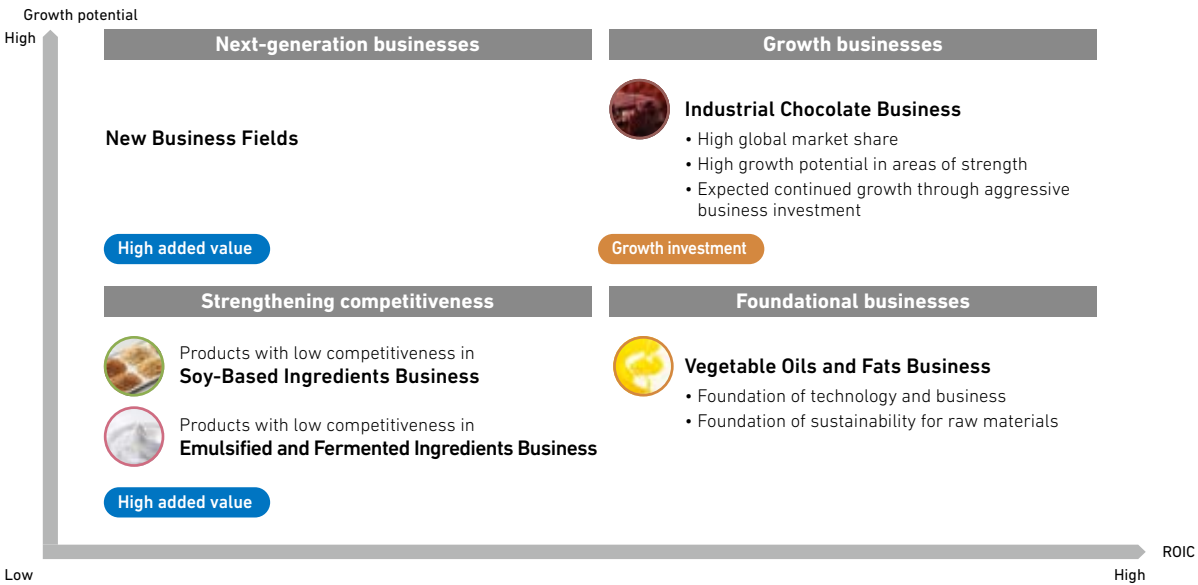 Growth potential
High
Next-generation businesses
New Business Fields
High added value
Growth businesses
Industrial Chocolate Business
• High global market share
• High growth potential in areas of strength
• Expected continued growth through aggressive
business investment
Growth investment
Strengthening competitiveness
Products with low competitiveness in
Soy-Based Ingredients Business
Products with low competitiveness in
Emulsified and Fermented Ingredients Business
High added value
Foundational businesses
Vegetable Oils and Fats Business
• Foundation of technology and business
• Foundation of sustainability for raw materials
ROIC
Low
High